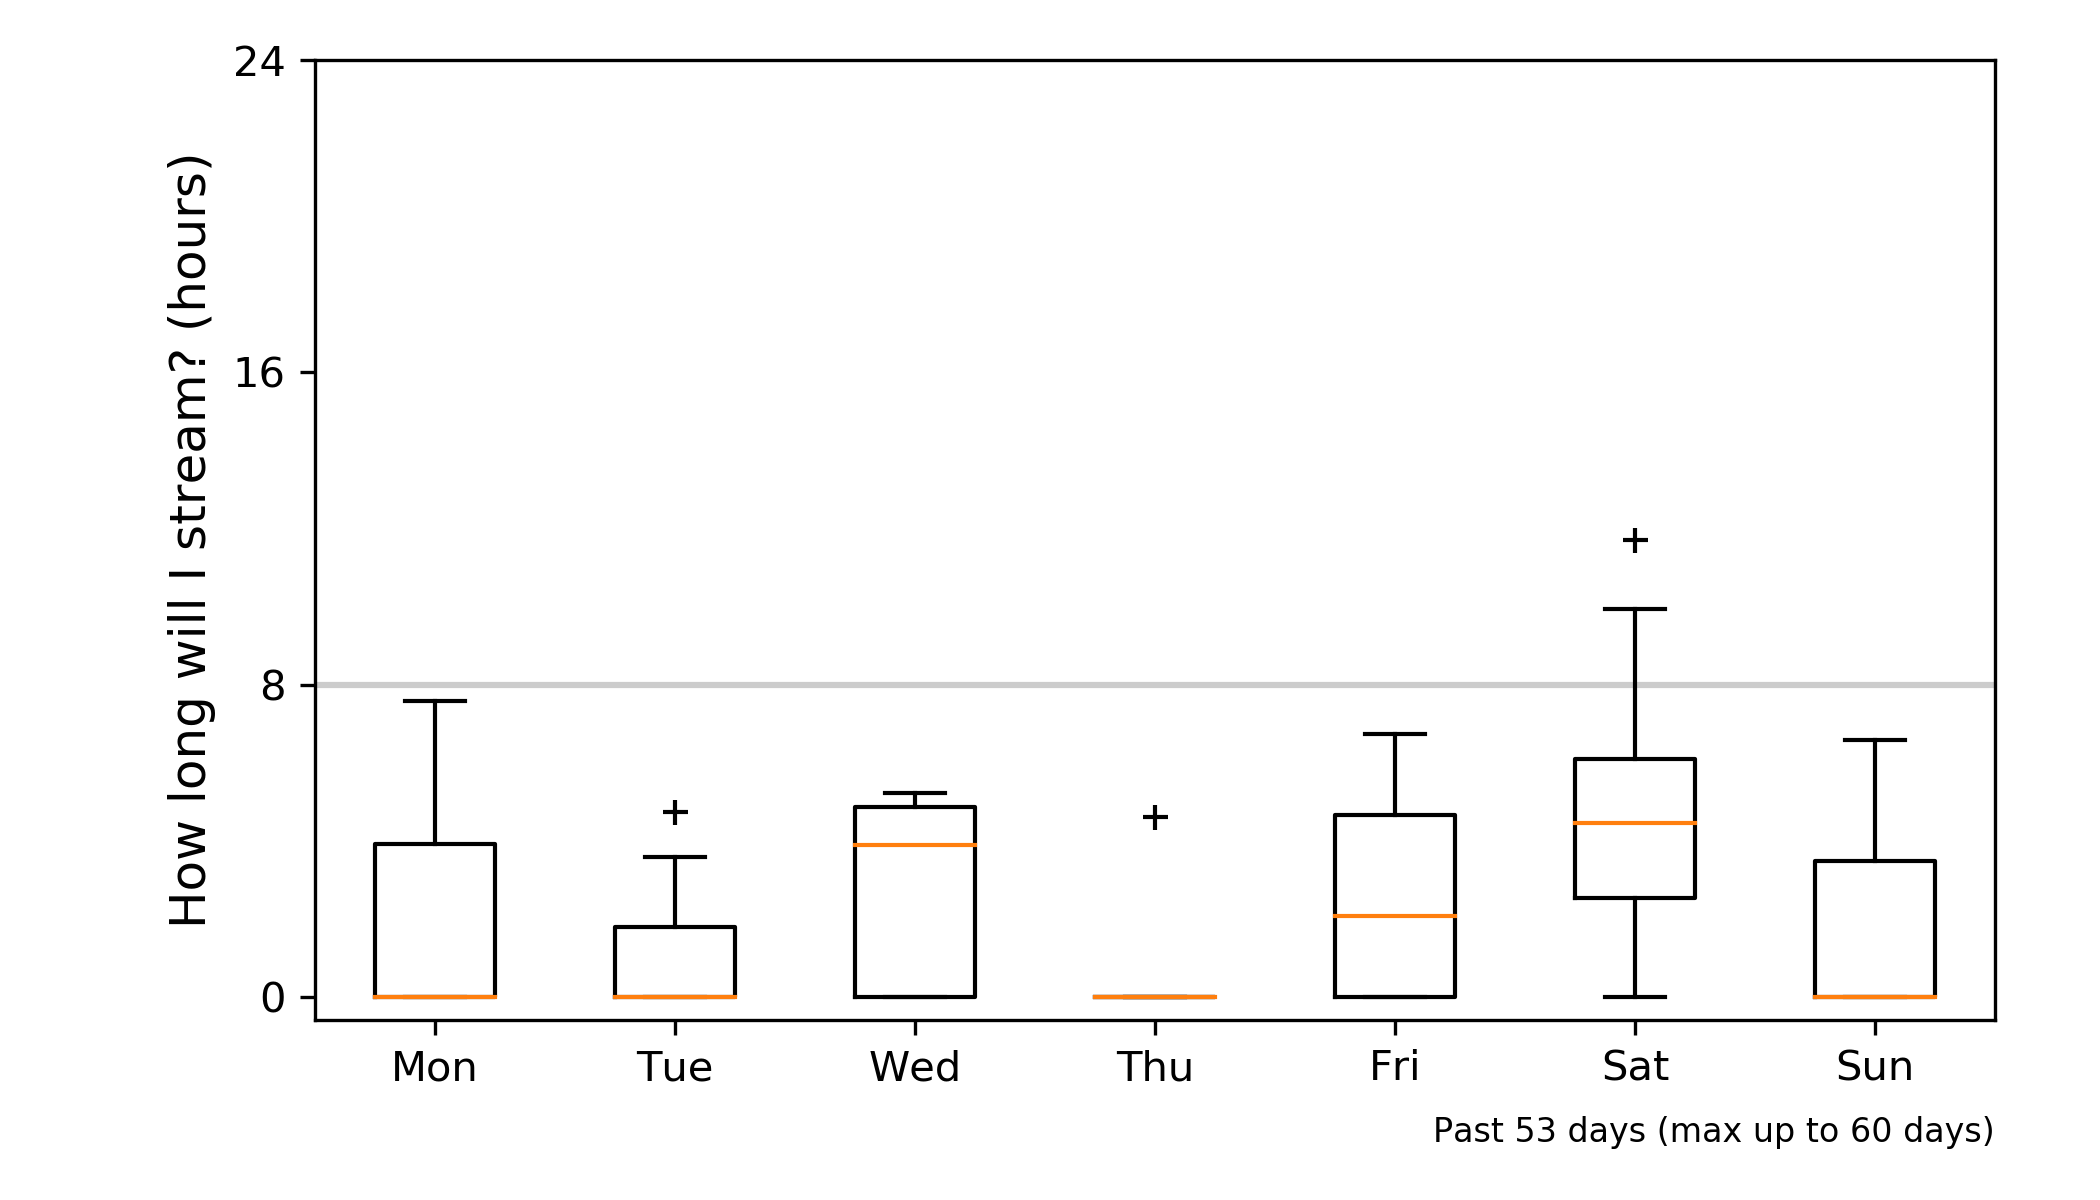 How long will I stream? (hours)
24
16
8
0
Mon Tue Wed Thu Fri Sat Sun
Past 53 days (max up to 60 days)